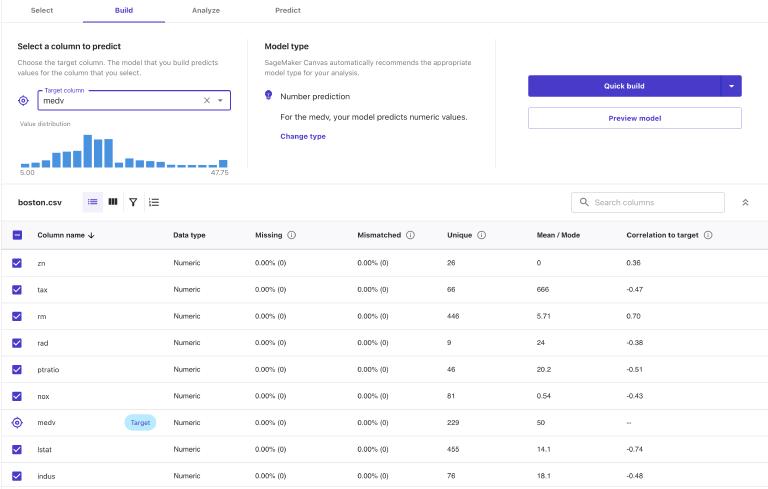 Select Build Analyze Predict
Select a column to predict
Choose the target column. The model that you build predicts
values for the column that you select.
Target column
medv
Value distribution
5.00 47.75
Model type
SageMaker Canvas automatically recommends the appropriate
model type for your analysis.
Number prediction
For the medv, your model predicts numeric values.
Change type
Quick build
Preview model
boston.csv
Search columns
Column name Data type Missing Mismatched Unique Mean / Mode Correlation to target
zn Numeric 0.00% (0) 0.00% (0) 26 0 0.36
tax Numeric 0.00% (0) 0.00% (0) 66 666 -0.47
rm Numeric 0.00% (0) 0.00% (0) 446 5.71 0.70
rad Numeric 0.00% (0) 0.00% (0) 9 24 -0.38
ptratio Numeric 0.00% (0) 0.00% (0) 46 20.2 -0.51
nox Numeric 0.00% (0) 0.00% (0) 81 0.54 -0.43
medv Target Numeric 0.00% (0) 0.00% (0) 229 50 --
lstat Numeric 0.00% (0) 0.00% (0) 455 14.1 -0.74
indus Numeric 0.00% (0) 0.00% (0) 76 18.1 -0.48